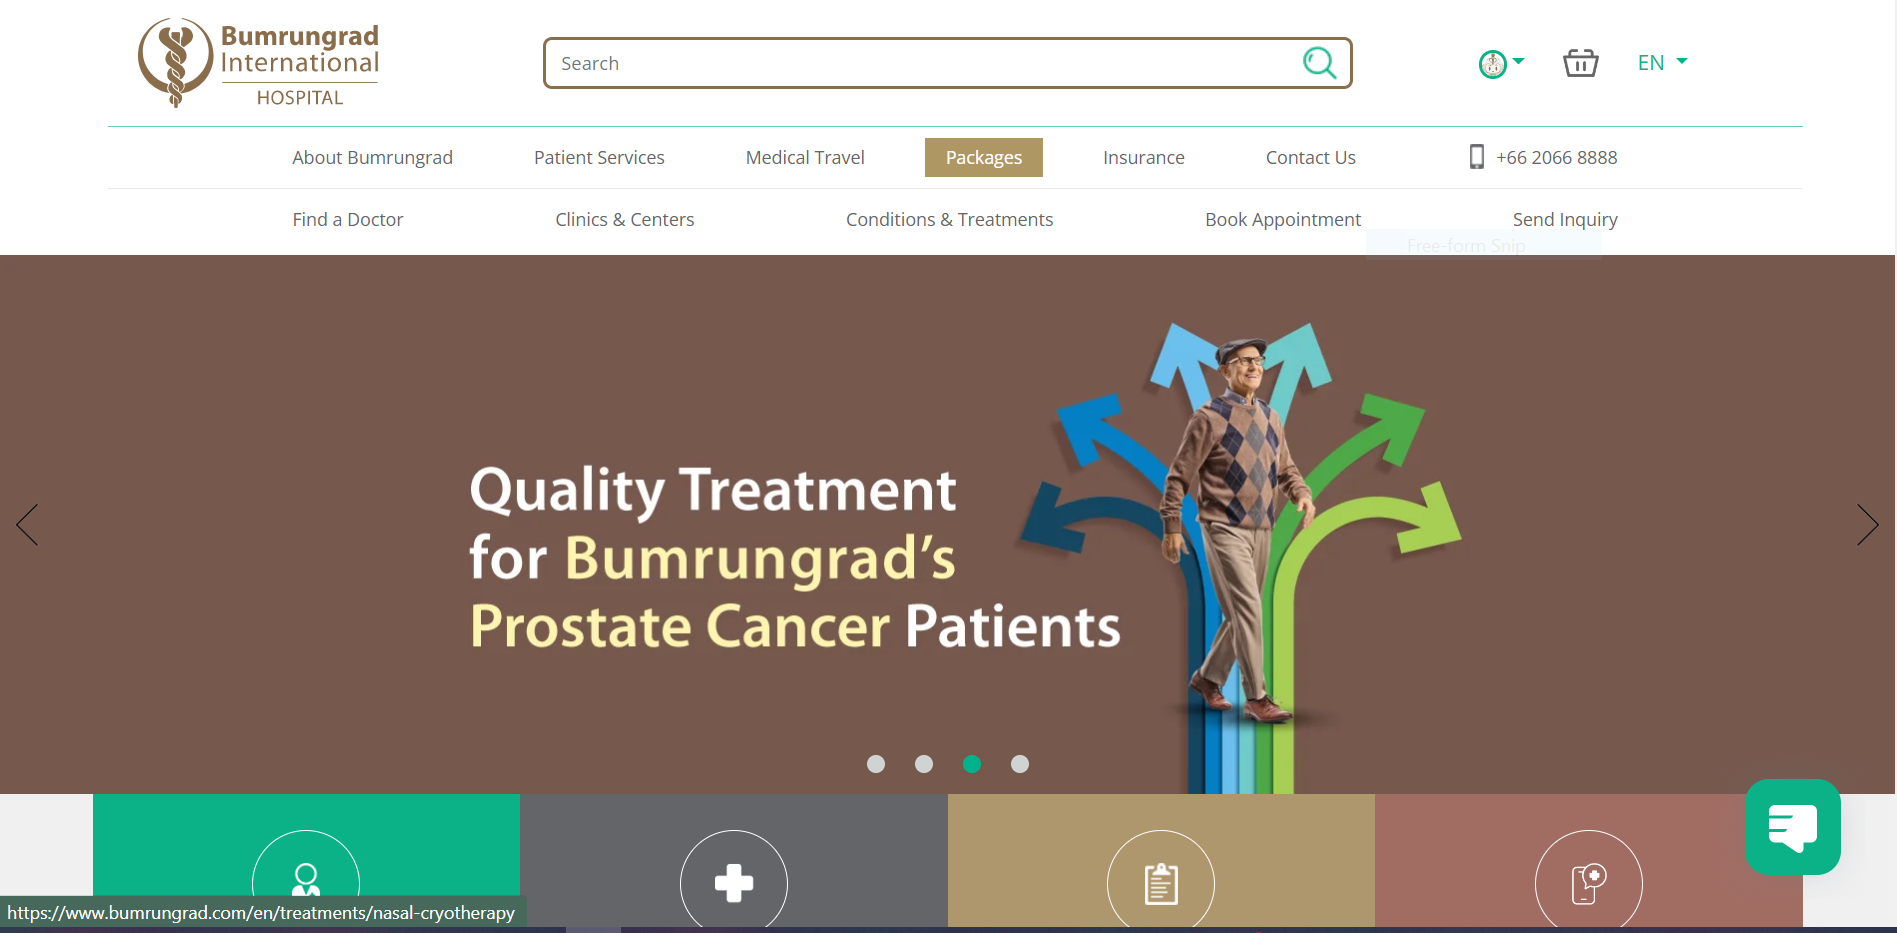 Bumrungrad
International
HOSPITAL
Search
EN
About Bumrungrad
Patient Services
Medical Travel
Packages
Insurance
Contact Us
+66 2066 8888
Find a Doctor
Clinics & Centers
Conditions & Treatments
Book Appointment
Send Inquiry
Free-form Snip
Quality Treatment
for Bumrungrad's
Prostate Cancer Patients
https://www.bumrungrad.com/en/treatments/nasal-cryotherapy